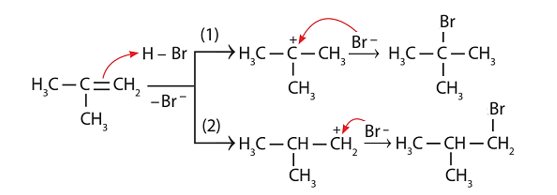 (1)
H – Br
H₃C – C = CH₂
CH₃
–Br⁻
H₃C – C⁺ – CH₃
CH₃
Br⁻
Br
H₃C – C – CH₃
CH₃
(2)
H₃C – CH – CH₂⁺
CH₃
Br⁻
Br
H₃C – CH – CH₂
CH₃